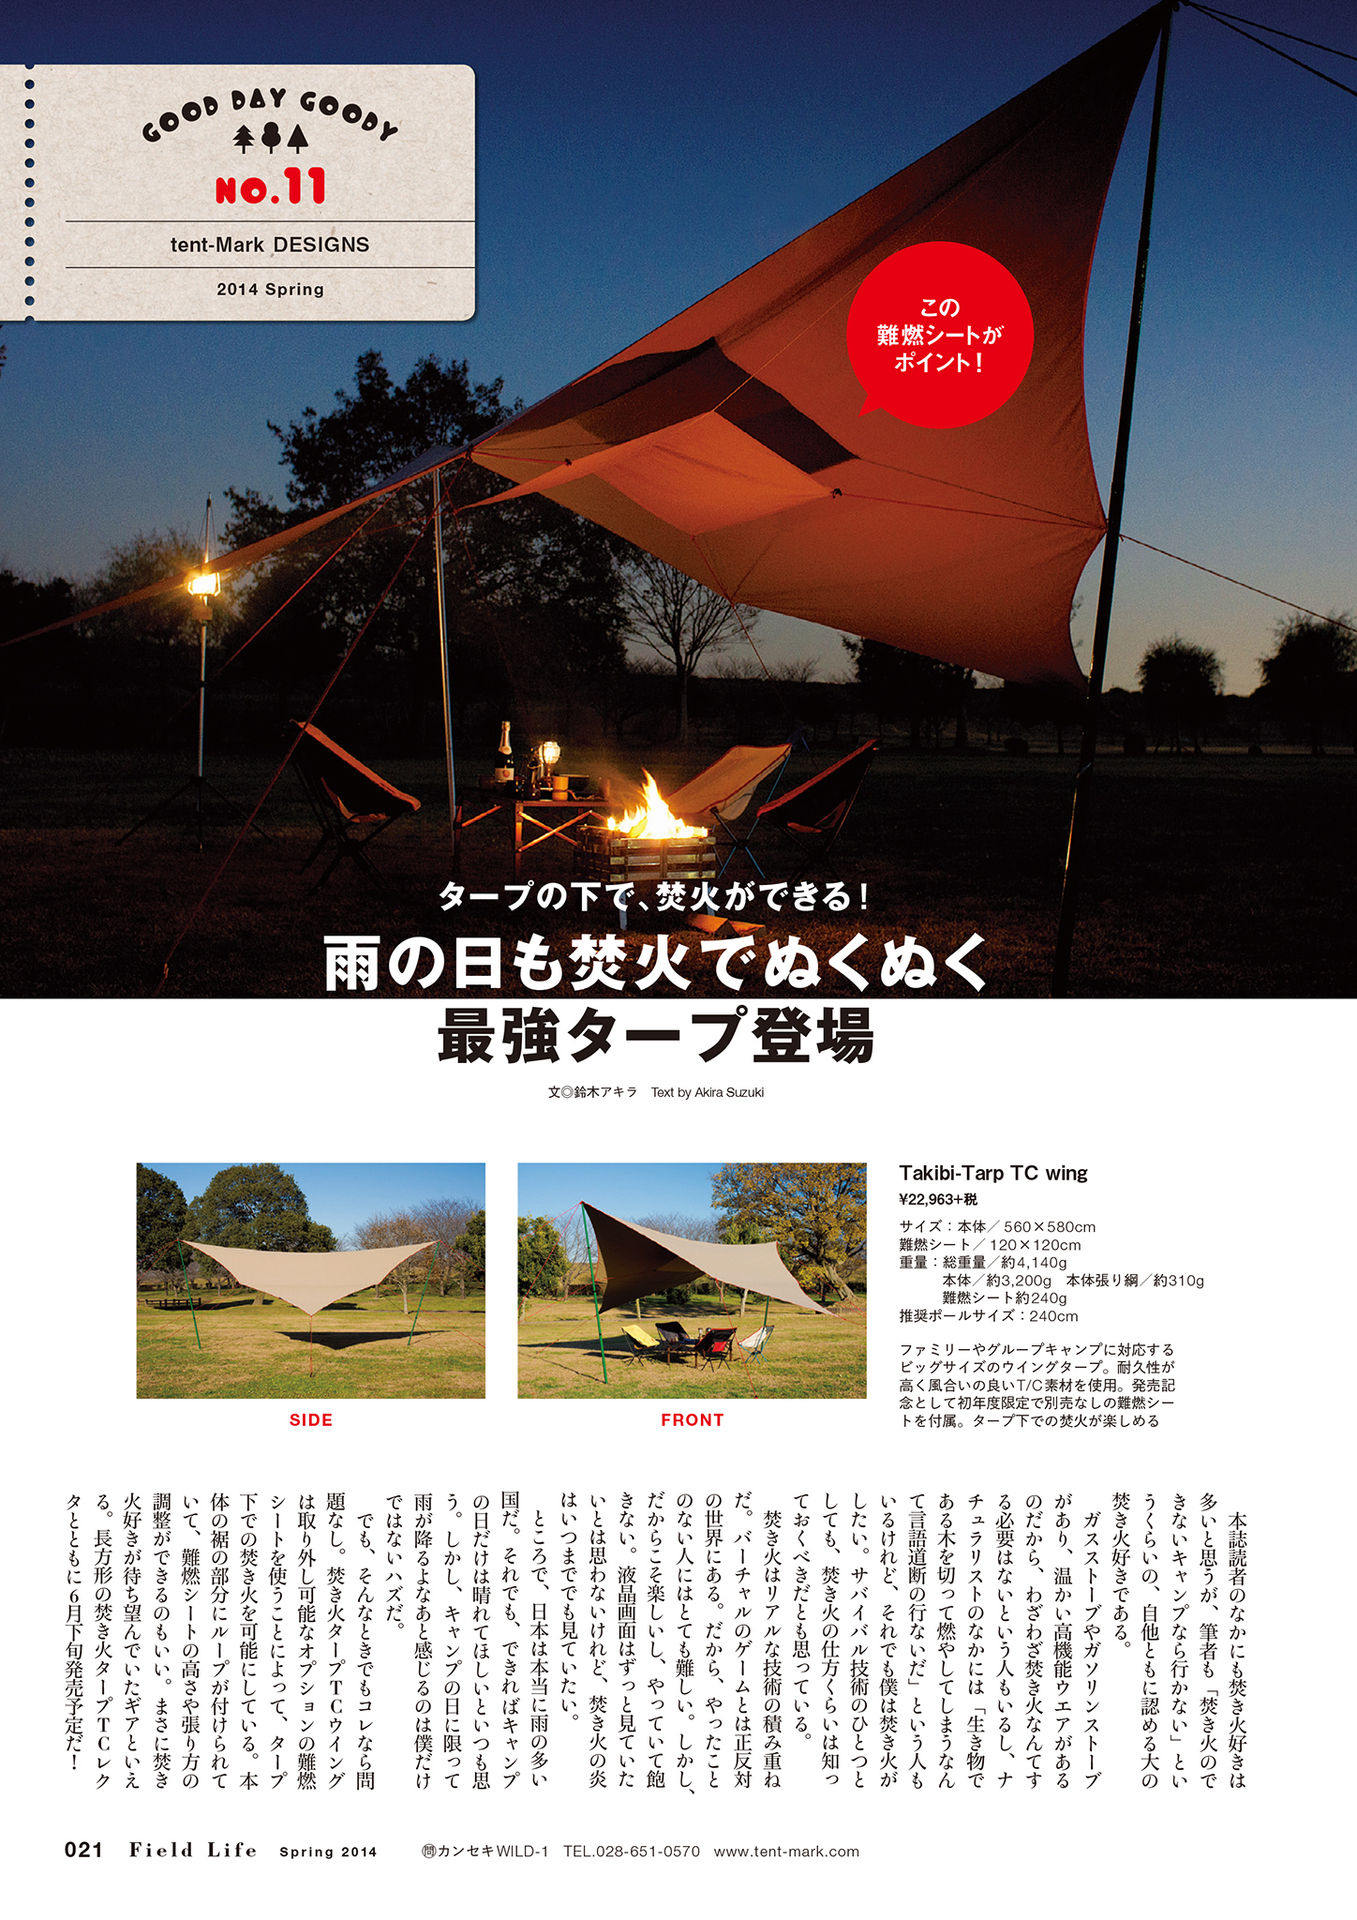 GOOD DAY GOODY
NO.11
tent-Mark DESIGNS
2014 Spring
この
難燃シートが
ポイント！
タープの下で、焚火ができる！
雨の日も焚火でぬくぬく
最強タープ登場
文◎鈴木アキラ　Text by Akira Suzuki
SIDE
FRONT
Takibi-Tarp TC wing
¥22,963+税
サイズ：本体／560×580cm
難燃シート／120×120cm
重量：総重量／約4,140g
本体／約3,200g　本体張り綱／約310g
難燃シート約240g
推奨ポールサイズ：240cm
ファミリーやグループキャンプに対応する
ビッグサイズのウイングタープ。耐久性が
高く風合いの良いT/C素材を使用。発売記
念として初年度限定で別売なしの難燃シー
トを付属。タープ下での焚火が楽しめる
本誌読者のなかにも焚き火好きは
多いと思うが、筆者も「焚き火ので
きないキャンプなら行かない」とい
うくらいの、自他ともに認める大の
焚き火好きである。
ガスストーブやガソリンストーブ
があり、温かい高機能ウエアがある
のだから、わざわざ焚き火なんてす
る必要はないという人もいるし、ナ
チュラリストのなかには「生き物で
ある木を切って燃やしてしまうなん
て言語道断の行ないだ」という人も
いるけれど、それでも僕は焚き火が
したい。サバイバル技術のひとつと
しても、焚き火の仕方くらいは知っ
ておくべきだとも思っている。
焚き火はリアルな技術の積み重ね
だ。バーチャルのゲームとは正反対
の世界にある。だから、やったこと
のない人にはとても難しい。しかし、
だからこそ楽しいし、やっていて飽
きない。液晶画面はずっと見ていた
いとは思わないけれど、焚き火の炎
はいつまででも見ていたい。
ところで、日本は本当に雨の多い
国だ。それでも、できればキャンプ
の日だけは晴れてほしいといつも思
う。しかし、キャンプの日に限って
雨が降るよなあと感じるのは僕だけ
ではないハズだ。
でも、そんなときでもコレなら問
題なし。焚き火タープTCウイング
は取り外し可能なオプションの難燃
シートを使うことによって、タープ
下での焚き火を可能にしている。本
体の裾の部分にループが付けられて
いて、難燃シートの高さや張り方の
調整ができるのもいい。まさに焚き
火好きが待ち望んでいたギアといえ
る。長方形の焚き火タープTCレク
タとともに6月下旬発売予定だ！
021 Field Life Spring 2014 ㉄カンセキWILD-1 TEL.028-651-0570 www.tent-mark.com